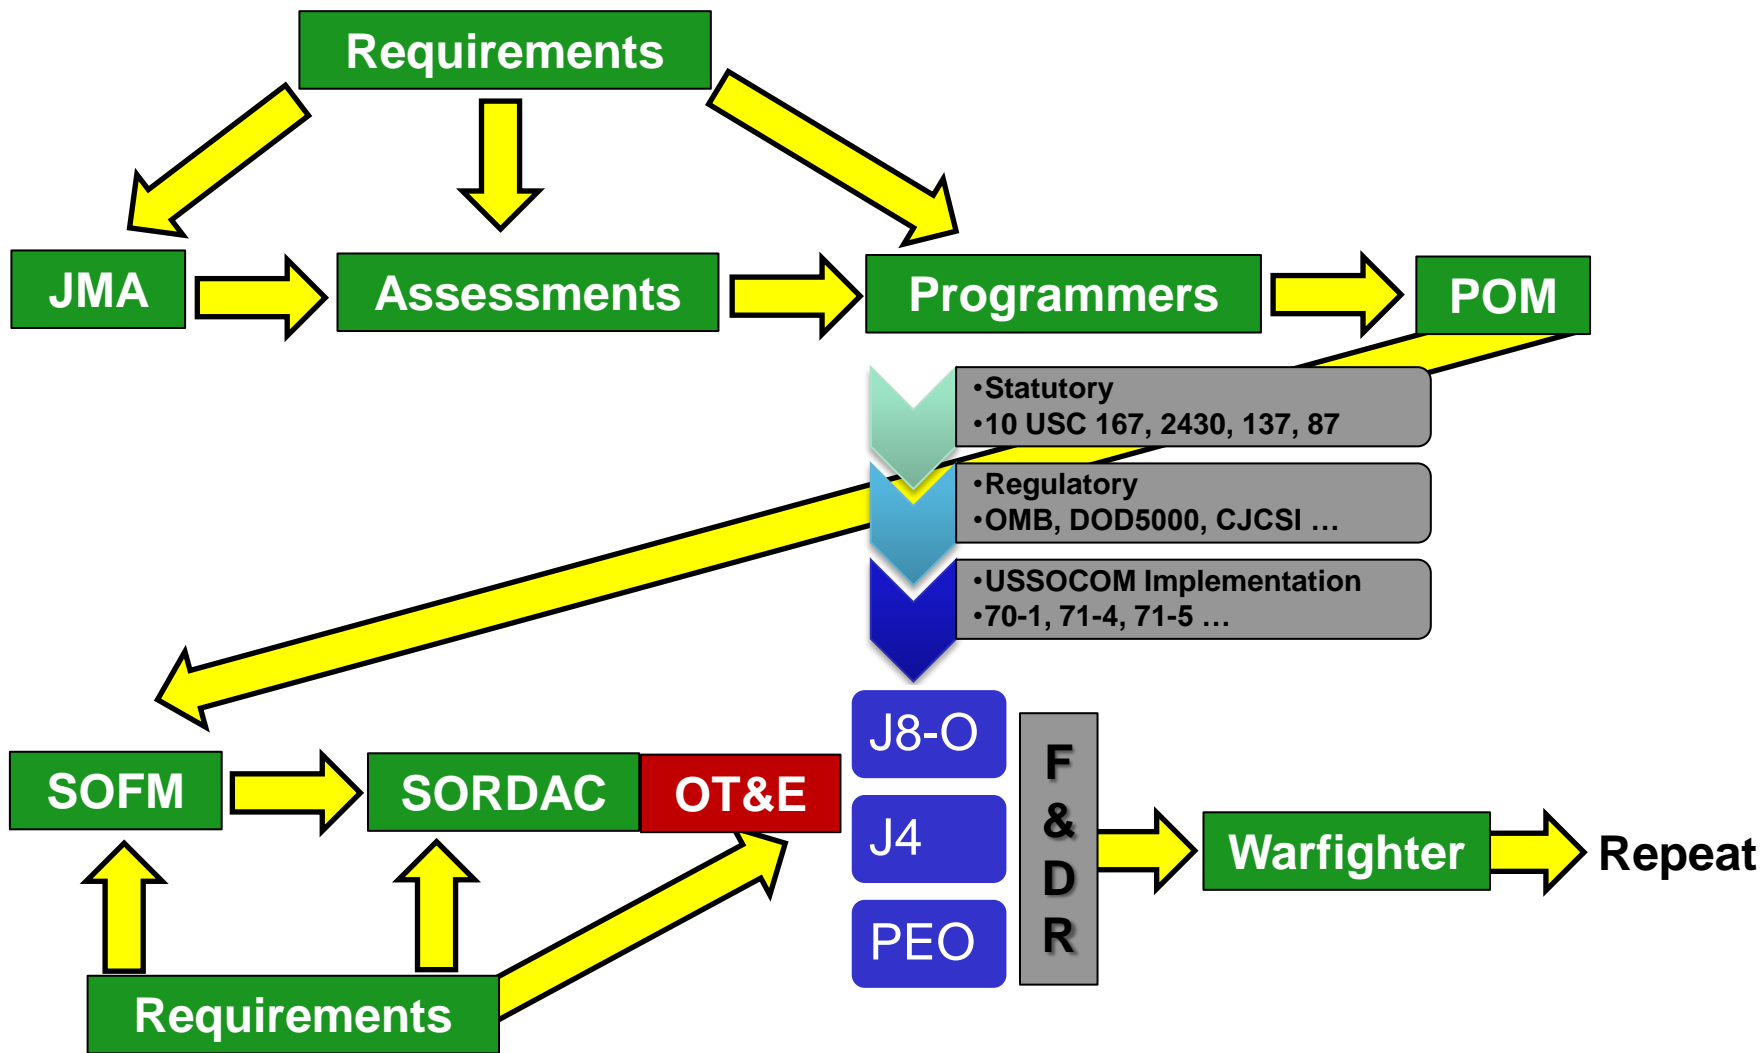 Requirements
JMA
Assessments
Programmers
POM
•Statutory
•10 USC 167, 2430, 137, 87
•Regulatory
•OMB, DOD5000, CJCSI …
•USSOCOM Implementation
•70-1, 71-4, 71-5 …
SOFM
SORDAC
OT&E
J8-O
J4
PEO
F
&
D
R
Warfighter
Repeat
Requirements